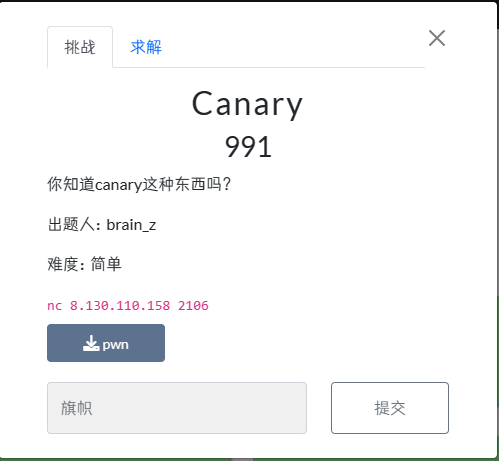 挑战 求解
Canary
991
你知道canary这种东西吗?
出题人：brain_z
难度：简单
nc 8.130.110.158 2106
pwn
旗帜 提交